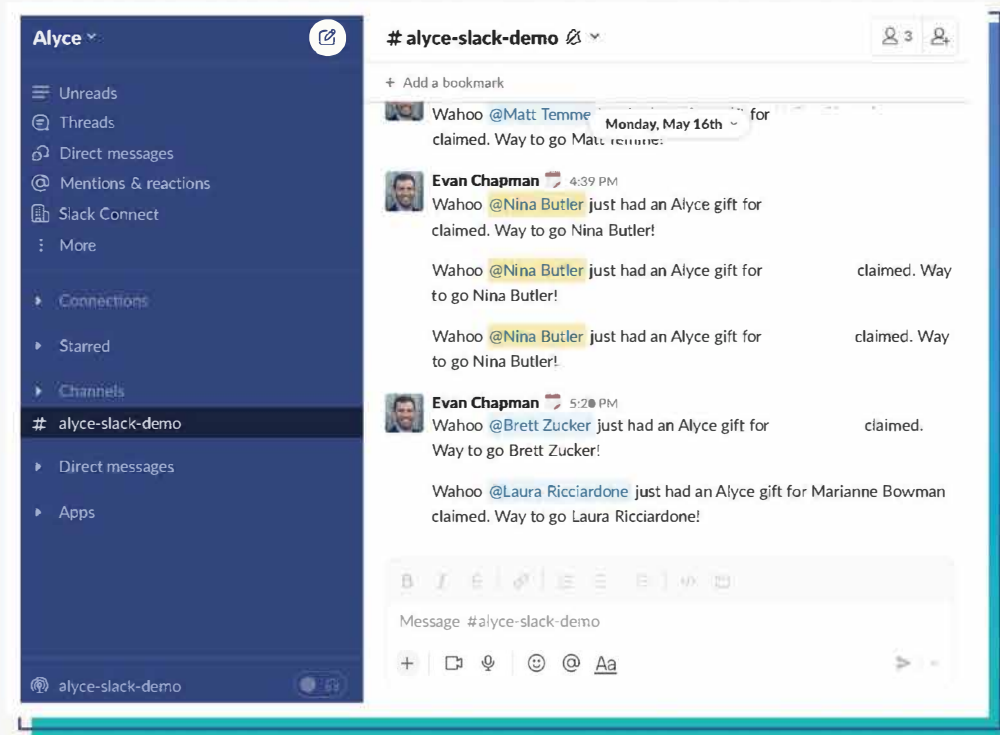 Alyce
Unreads
Threads
Direct messages
Mentions & reactions
Slack Connect
More
Connections
Starred
Channels
# alyce-slack-demo
Direct messages
Apps
alyce-slack-demo
# alyce-slack-demo
3
+ Add a bookmark
Wahoo @Matt Temme for
Monday, May 16th
claimed. Way to go Matt Temme!
Evan Chapman 4:39 PM
Wahoo @Nina Butler just had an Alyce gift for
claimed. Way to go Nina Butler!
Wahoo @Nina Butler just had an Alyce gift for claimed. Way
to go Nina Butler!
Wahoo @Nina Butler just had an Alyce gift for claimed. Way
to go Nina Butler!
Evan Chapman 5:20 PM
Wahoo @Brett Zucker just had an Alyce gift for claimed.
Way to go Brett Zucker!
Wahoo @Laura Ricciardone just had an Alyce gift for Marianne Bowman
claimed. Way to go Laura Ricciardone!
B I S
Message #alyce-slack-demo
+ @ Aa